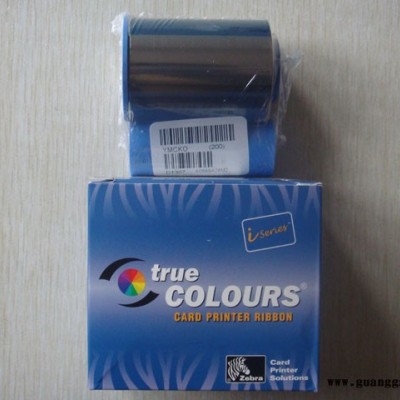 YMCKO (200)
i series
true
COLOURS®
CARD PRINTER RIBBON
Zebra
Card
Printer
Solutions
www.guangg